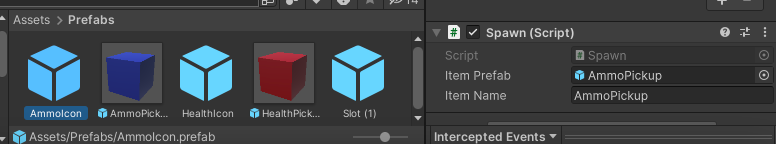 14
Assets > Prefabs
AmmoIcon
AmmoPick...
HealthIcon
HealthPick...
Slot (1)
Assets/Prefabs/AmmoIcon.prefab
# Spawn (Script)
Script
# Spawn
Item Prefab
AmmoPickup
Item Name
AmmoPickup
Intercepted Events